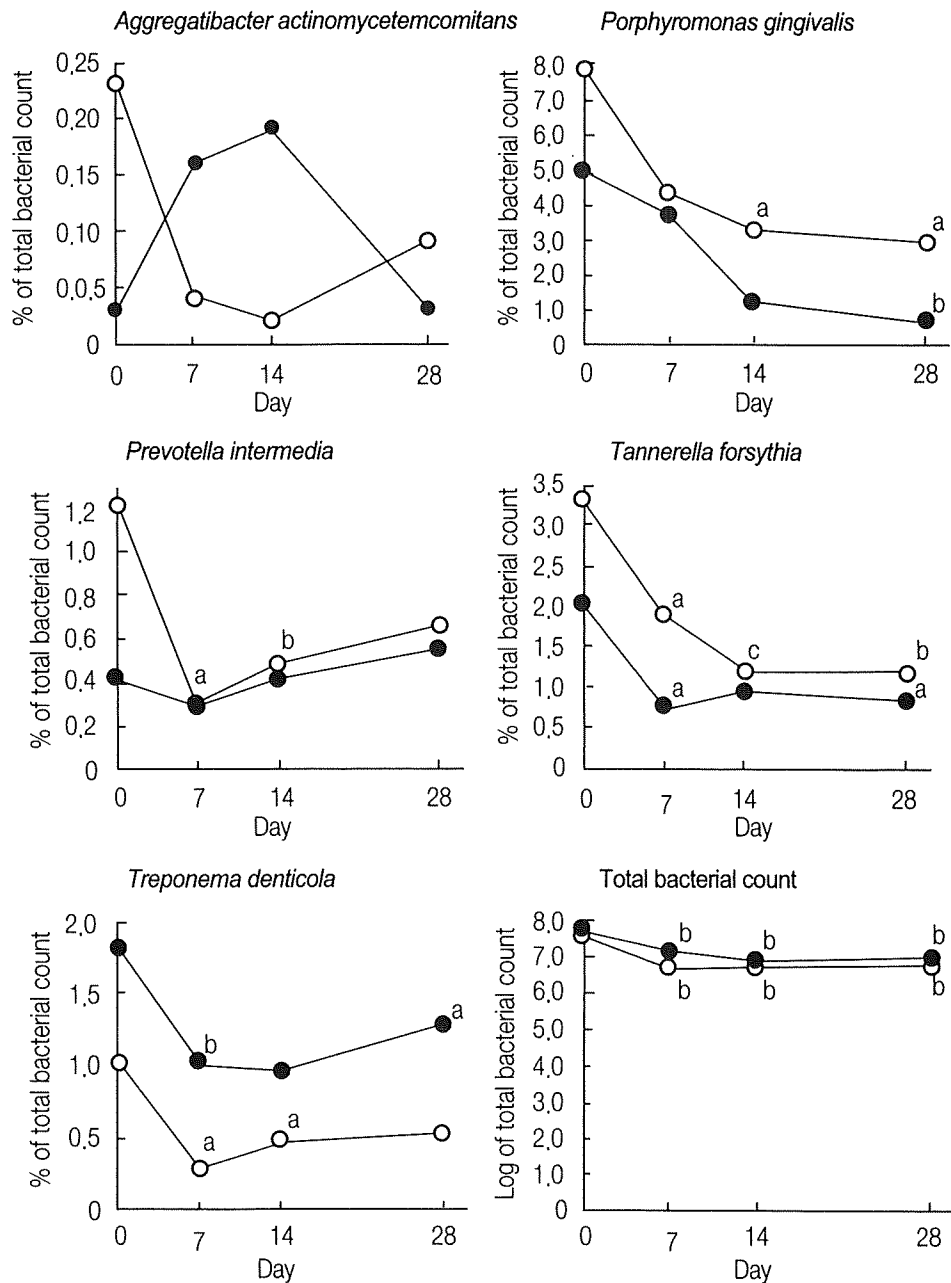 Aggregatibacter actinomycetemcomitans
% of total bacterial count
0,25
0,20
0,15
0,10
0,05
0
0 7 14 28
Day
Porphyromonas gingivalis
% of total bacterial count
8,0
7,0
6,0
5,0
4,0
3,0
2,0
1,0
0
a a
b
0 7 14 28
Day
Prevotella intermedia
% of total bacterial count
1,2
1,0
0,8
0,6
0,4
0,2
0
a b
0 7 14 28
Day
Tannerella forsythia
% of total bacterial count
3,5
3,0
2,5
2,0
1,5
1,0
0,5
0
a c b
a a
0 7 14 28
Day
Treponema denticola
% of total bacterial count
2,0
1,5
1,0
0,5
0
b a
a a
0 7 14 28
Day
Total bacterial count
Log of total bacterial count
8,0
7,0
6,0
5,0
4,0
3,0
2,0
1,0
0
b b b
b b b
0 7 14 28
Day